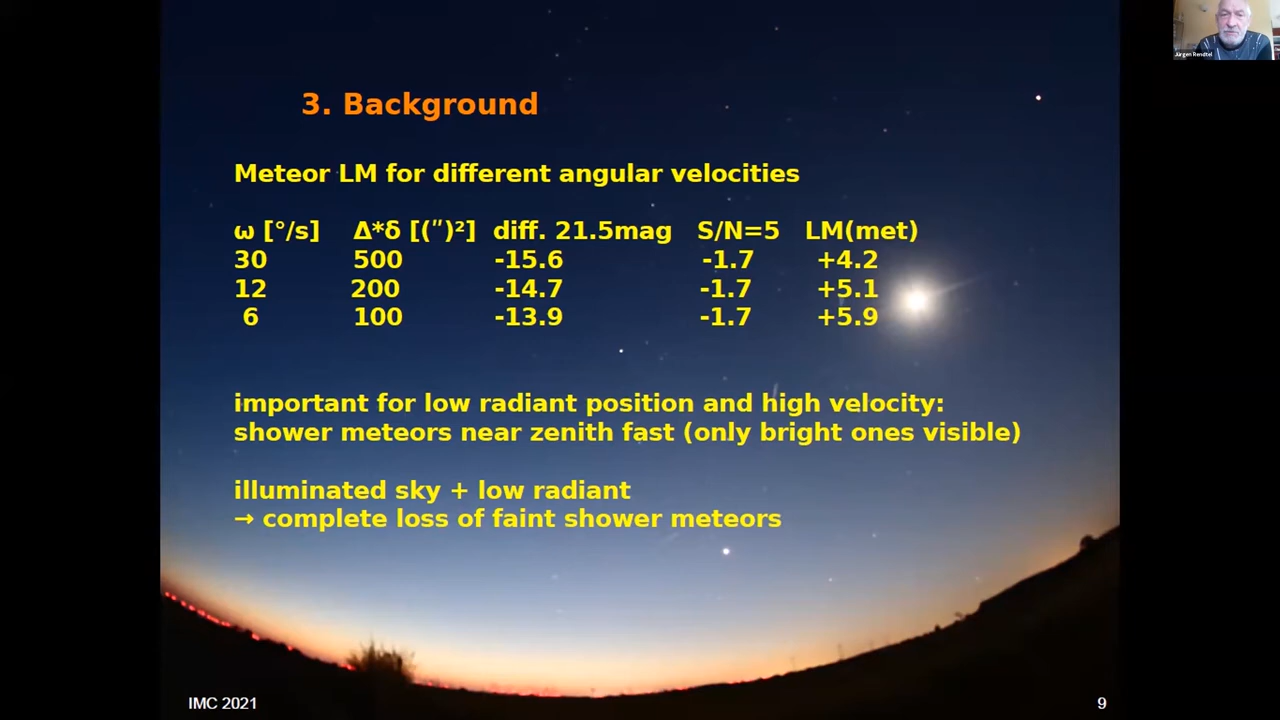 Jürgen Rendtel
3. Background
Meteor LM for different angular velocities
ω [°/s] Δ*δ [(″)²] diff. 21.5mag S/N=5 LM(met)
30 500 -15.6 -1.7 +4.2
12 200 -14.7 -1.7 +5.1
6 100 -13.9 -1.7 +5.9
important for low radiant position and high velocity:
shower meteors near zenith fast (only bright ones visible)
illuminated sky + low radiant
→ complete loss of faint shower meteors
IMC 2021
9